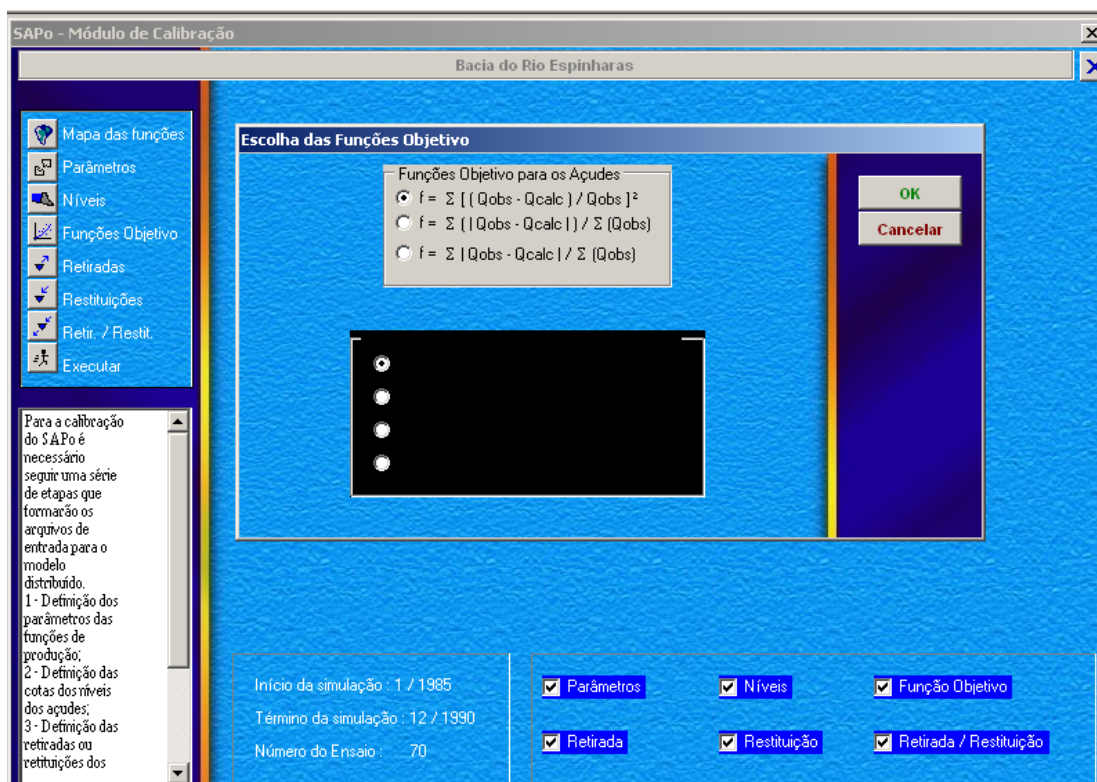 SAPo - Módulo de Calibração
Bacia do Rio Espinharas
Mapa das funções
Parâmetros
Níveis
Funções Objetivo
Retiradas
Restituições
Retir. / Restit.
Executar
Para a calibração
do SAPo é
necessário
seguir uma série
de etapas que
formarão os
arquivos de
entrada para o
modelo
distribuído.
1 - Definição dos
parâmetros das
funções de
produção;
2 - Definição das
cotas dos níveis
dos açudes;
3 - Definição das
retiradas ou
retituições dos
Escolha das Funções Objetivo
Funções Objetivo para os Açudes
f = Σ [ ( Qobs - Qcalc ) / Qobs ]²
f = Σ ( | Qobs - Qcalc | ) / Σ (Qobs)
f = Σ | Qobs - Qcalc | / Σ (Qobs)
OK
Cancelar
Início da simulação : 1 / 1985
Término da simulação : 12 / 1990
Número do Ensaio : 70
Parâmetros
Níveis
Função Objetivo
Retirada
Restituição
Retirada / Restituição